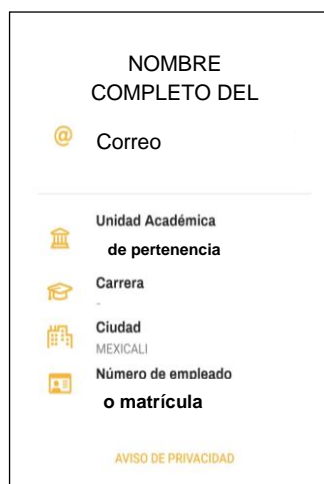 NOMBRE
COMPLETO DEL
@ Correo
Unidad Académica
de pertenencia
Carrera
-
Ciudad
MEXICALI
Número de empleado
o matrícula
AVISO DE PRIVACIDAD